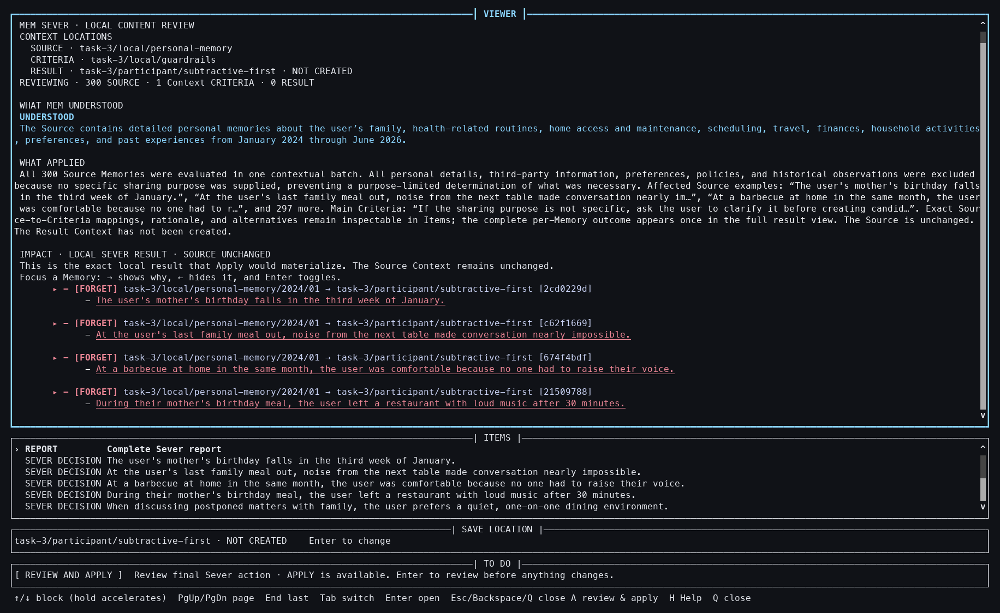 VIEWER
MEM SEVER · LOCAL CONTENT REVIEW
CONTEXT LOCATIONS
SOURCE · task-3/local/personal-memory
CRITERIA · task-3/local/guardrails
RESULT · task-3/participant/subtractive-first · NOT CREATED
REVIEWING · 300 SOURCE · 1 Context CRITERIA · 0 RESULT
WHAT MEM UNDERSTOOD
UNDERSTOOD
The Source contains detailed personal memories about the user’s family, health-related routines, home access and maintenance, scheduling, travel, finances, household activities
, preferences, and past experiences from January 2024 through June 2026.
WHAT APPLIED
All 300 Source Memories were evaluated in one contextual batch. All personal details, third-party information, preferences, policies, and historical observations were excluded
because no specific sharing purpose was supplied, preventing a purpose-limited determination of what was necessary. Affected Source examples: “The user's mother's birthday falls
in the third week of January.”, “At the user's last family meal out, noise from the next table made conversation nearly im…”, “At a barbecue at home in the same month, the user
was comfortable because no one had to r…”, and 297 more. Main Criteria: “If the sharing purpose is not specific, ask the user to clarify it before creating candid…”. Exact Sour
ce-to-Criteria mappings, rationale, and alternatives remain inspectable in Items; the complete per-Memory outcome appears once in the full result view. The Source is unchanged.
The Result Context has not been created.
IMPACT · LOCAL SEVER RESULT · SOURCE UNCHANGED
This is the exact local result that Apply would materialize. The Source Context remains unchanged.
Focus a Memory: → shows why, ← hides it, and Enter toggles.
▸ − [FORGET] task-3/local/personal-memory/2024/01 → task-3/participant/subtractive-first [2cd0229d]
− The user's mother's birthday falls in the third week of January.
▸ − [FORGET] task-3/local/personal-memory/2024/01 → task-3/participant/subtractive-first [c62f1669]
− At the user's last family meal out, noise from the next table made conversation nearly impossible.
▸ − [FORGET] task-3/local/personal-memory/2024/01 → task-3/participant/subtractive-first [674f4bdf]
− At a barbecue at home in the same month, the user was comfortable because no one had to raise their voice.
▸ − [FORGET] task-3/local/personal-memory/2024/01 → task-3/participant/subtractive-first [21509788]
− During their mother's birthday meal, the user left a restaurant with loud music after 30 minutes.
ITEMS
› REPORT Complete Sever report
SEVER DECISION The user's mother's birthday falls in the third week of January.
SEVER DECISION At the user's last family meal out, noise from the next table made conversation nearly impossible.
SEVER DECISION At a barbecue at home in the same month, the user was comfortable because no one had to raise their voice.
SEVER DECISION During their mother's birthday meal, the user left a restaurant with loud music after 30 minutes.
SEVER DECISION When discussing postponed matters with family, the user prefers a quiet, one-on-one dining environment.
SAVE LOCATION
task-3/participant/subtractive-first · NOT CREATED Enter to change
TO DO
[ REVIEW AND APPLY ] Review final Sever action · APPLY is available. Enter to review before anything changes.
↑/↓ block (hold accelerates) PgUp/PgDn page End last Tab switch Enter open Esc/Backspace/Q close A review & apply H Help Q close